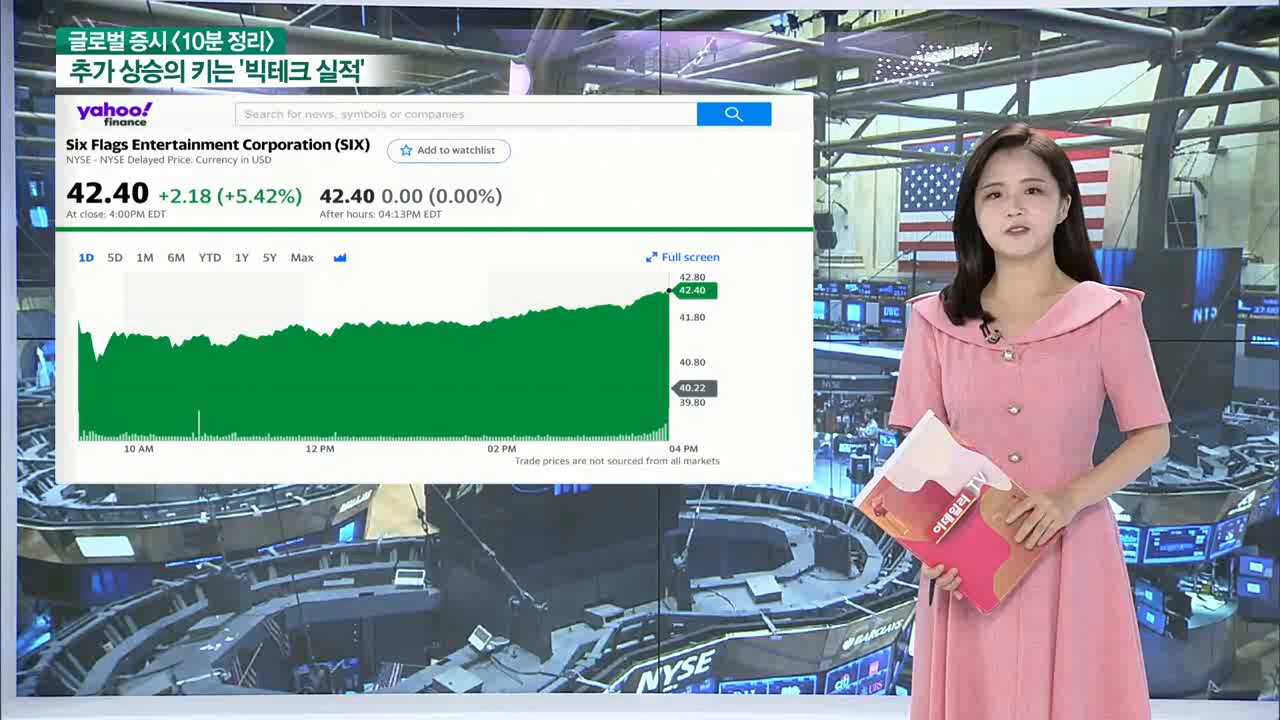 글로벌 증시 <10분 정리>
추가 상승의 키는 '빅테크 실적'
yahoo!
finance
Search for news, symbols or companies
Six Flags Entertainment Corporation (SIX)
Add to watchlist
NYSE - NYSE Delayed Price. Currency in USD
42.40 +2.18 (+5.42%) 42.40 0.00 (0.00%)
At close: 4:00PM EDT
After hours: 04:13PM EDT
1D 5D 1M 6M YTD 1Y 5Y Max
Full screen
42.80
42.40
41.80
40.80
40.22
39.80
10 AM 12 PM 02 PM 04 PM
Trade prices are not sourced from all markets
이데일리 TV
NYSE
BARCLAYS
citi
UBS
NYSE